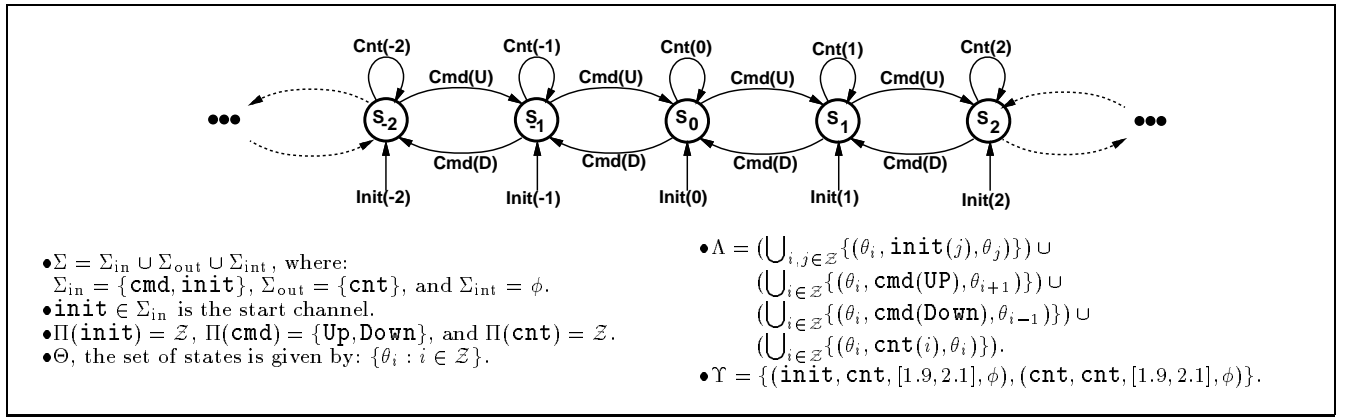 Cnt(-2) Cnt(-1) Cnt(0) Cnt(1) Cnt(2)
Cmd(U) Cmd(U) Cmd(U) Cmd(U)
••• S-2 S-1 S0 S1 S2 •••
Cmd(D) Cmd(D) Cmd(D) Cmd(D)
Init(-2) Init(-1) Init(0) Init(1) Init(2)
•Σ = Σin ∪ Σout ∪ Σint, where:
Σin = {cmd, init}, Σout = {cnt}, and Σint = ϕ.
•init ∈ Σin is the start channel.
•Π(init) = Z, Π(cmd) = {Up,Down}, and Π(cnt) = Z.
•Θ, the set of states is given by: {θi : i ∈ Z}.
•Λ = (⋃i,j∈Z{(θi, init(j), θj)}) ∪
(⋃i∈Z{(θi, cmd(UP), θi+1)}) ∪
(⋃i∈Z{(θi, cmd(Down), θi−1)}) ∪
(⋃i∈Z{(θi, cnt(i), θi)}).
•Υ = {(init, cnt, [1.9, 2.1], ϕ), (cnt, cnt, [1.9, 2.1], ϕ)}.